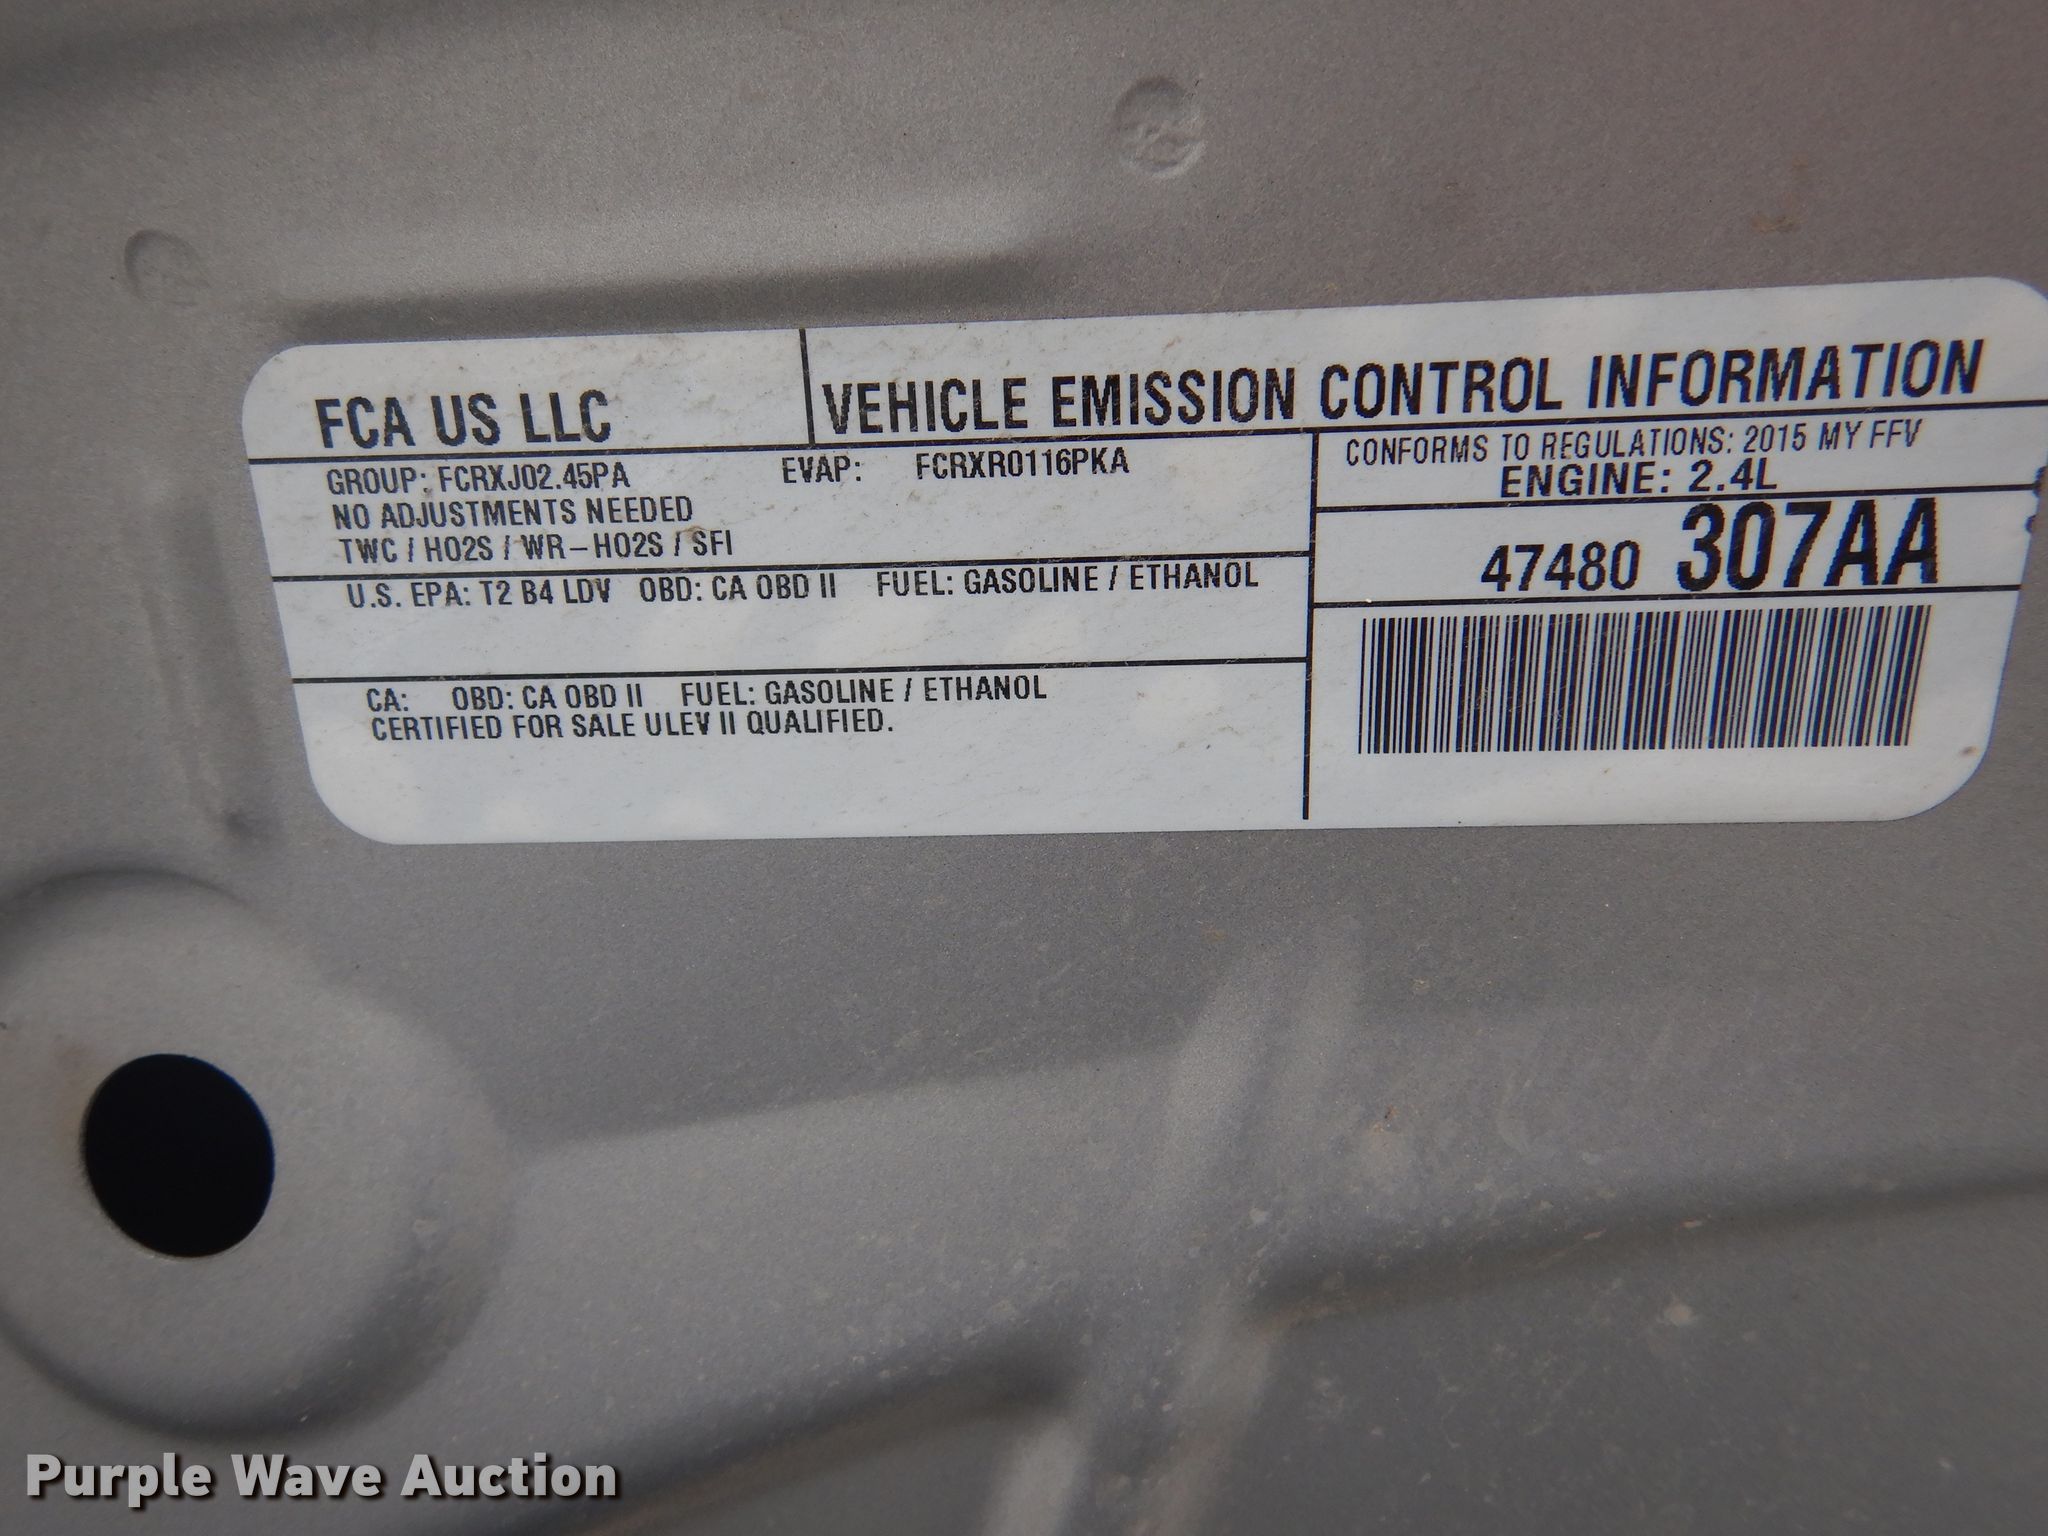 FCA US LLC
VEHICLE EMISSION CONTROL INFORMATION
GROUP: FCRXJ02.45PA EVAP: FCRXR0116PKA
NO ADJUSTMENTS NEEDED
TWC / HO2S / WR-HO2S / SFI
CONFORMS TO REGULATIONS: 2015 MY FFV
ENGINE: 2.4L
47480 307AA
U.S. EPA: T2 B4 LDV OBD: CA OBD II FUEL: GASOLINE / ETHANOL
CA: OBD: CA OBD II FUEL: GASOLINE / ETHANOL
CERTIFIED FOR SALE ULEV II QUALIFIED.
Purple Wave Auction